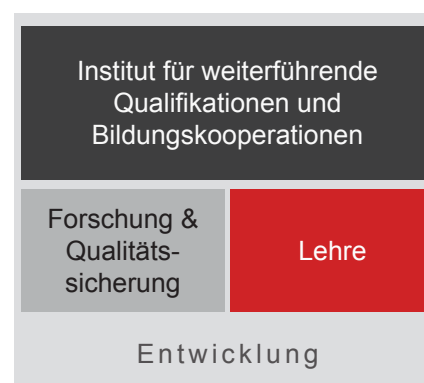 Institut für weiterführende
Qualifikationen und
Bildungskooperationen
Forschung &
Qualitäts-
sicherung
Lehre
Entwicklung